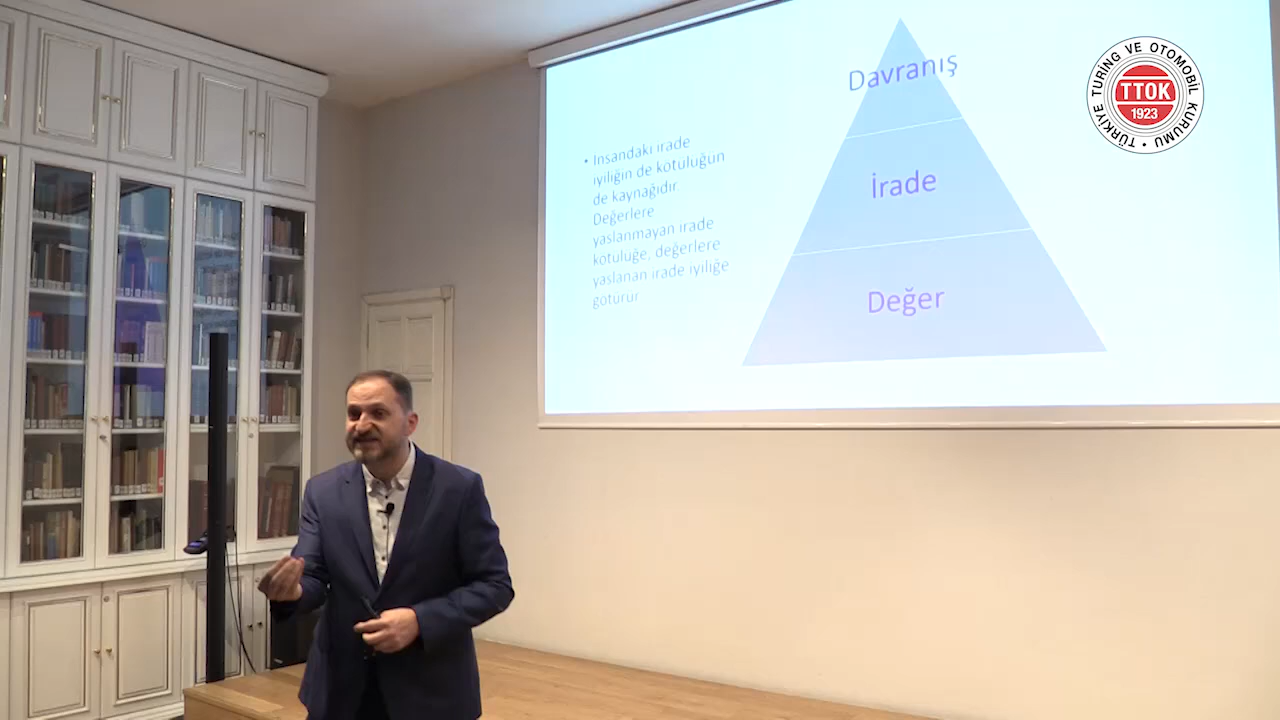 • İnsandaki irade
iyiliğin de kötülüğün
de kaynağıdır.
Değerlere
yaslanmayan irade
kötülüğe, değerlere
yaslanan irade iyiliğe
götürür
Davranış
İrade
Değer
TÜRKİYE TURİNG VE OTOMOBİL KURUMU •
TTOK
1923